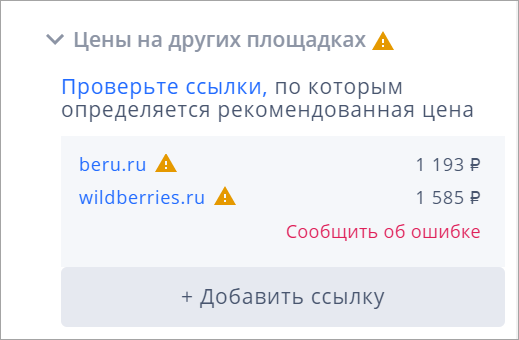 Цены на других площадках
Проверьте ссылки, по которым
определяется рекомендованная цена
beru.ru 1 193 ₽
wildberries.ru 1 585 ₽
Сообщить об ошибке
+ Добавить ссылку